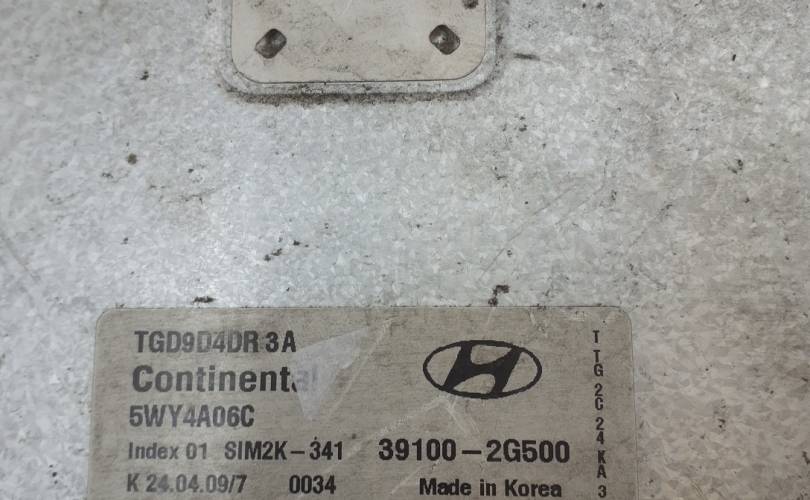 TGD9D4DR 3A
Continental
5WY4A06C
Index 01 SIM2K-341 39100-2G500
K 24.04.09/7 0034 Made in Korea
T TG 2C 24 KA 3